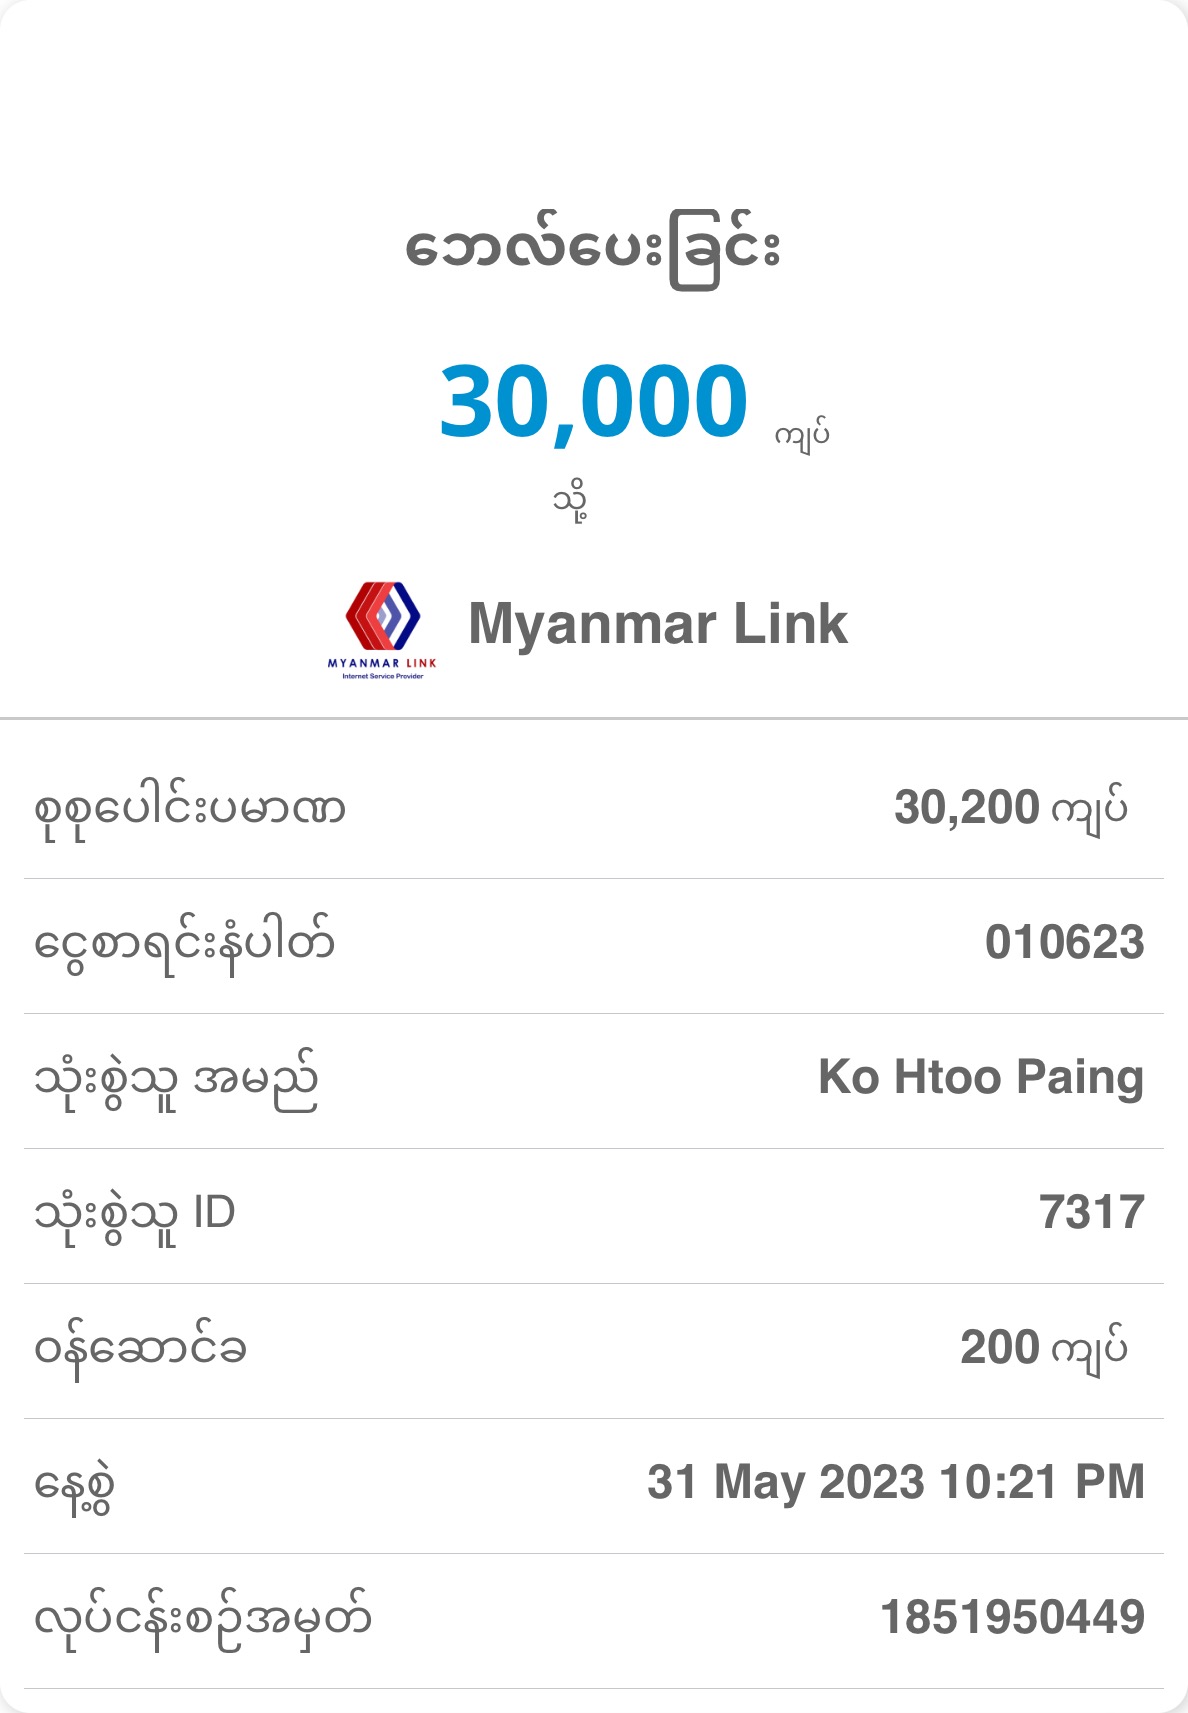 ဘေလ်ပေးခြင်း
30,000 ကျပ်
သို့
MYANMAR LINK
Internet Service Provider
Myanmar Link
စုစုပေါင်းပမာဏ 30,200 ကျပ်
ငွေစာရင်းနံပါတ် 010623
သုံးစွဲသူ အမည် Ko Htoo Paing
သုံးစွဲသူ ID 7317
ဝန်ဆောင်ခ 200 ကျပ်
နေ့စွဲ 31 May 2023 10:21 PM
လုပ်ငန်းစဉ်အမှတ် 1851950449